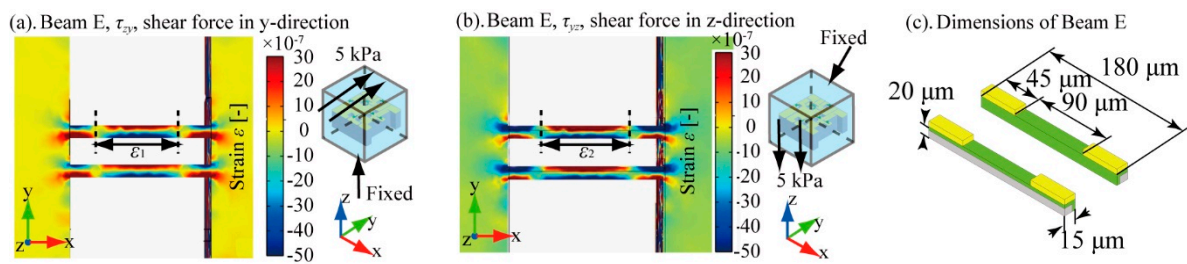 (a). Beam E, τzy, shear force in y-direction
×10⁻⁷
30
20
10
0
-10
-20
-30
-40
-50
Strain ε [-]
ε₁
y
z
x
5 kPa
Fixed
z
y
x
(b). Beam E, τyz, shear force in z-direction
×10⁻⁷
30
20
10
0
-10
-20
-30
-40
-50
Strain ε [-]
ε₂
y
z
x
Fixed
5 kPa
z
y
x
(c). Dimensions of Beam E
180 μm
45 μm
90 μm
20 μm
15 μm